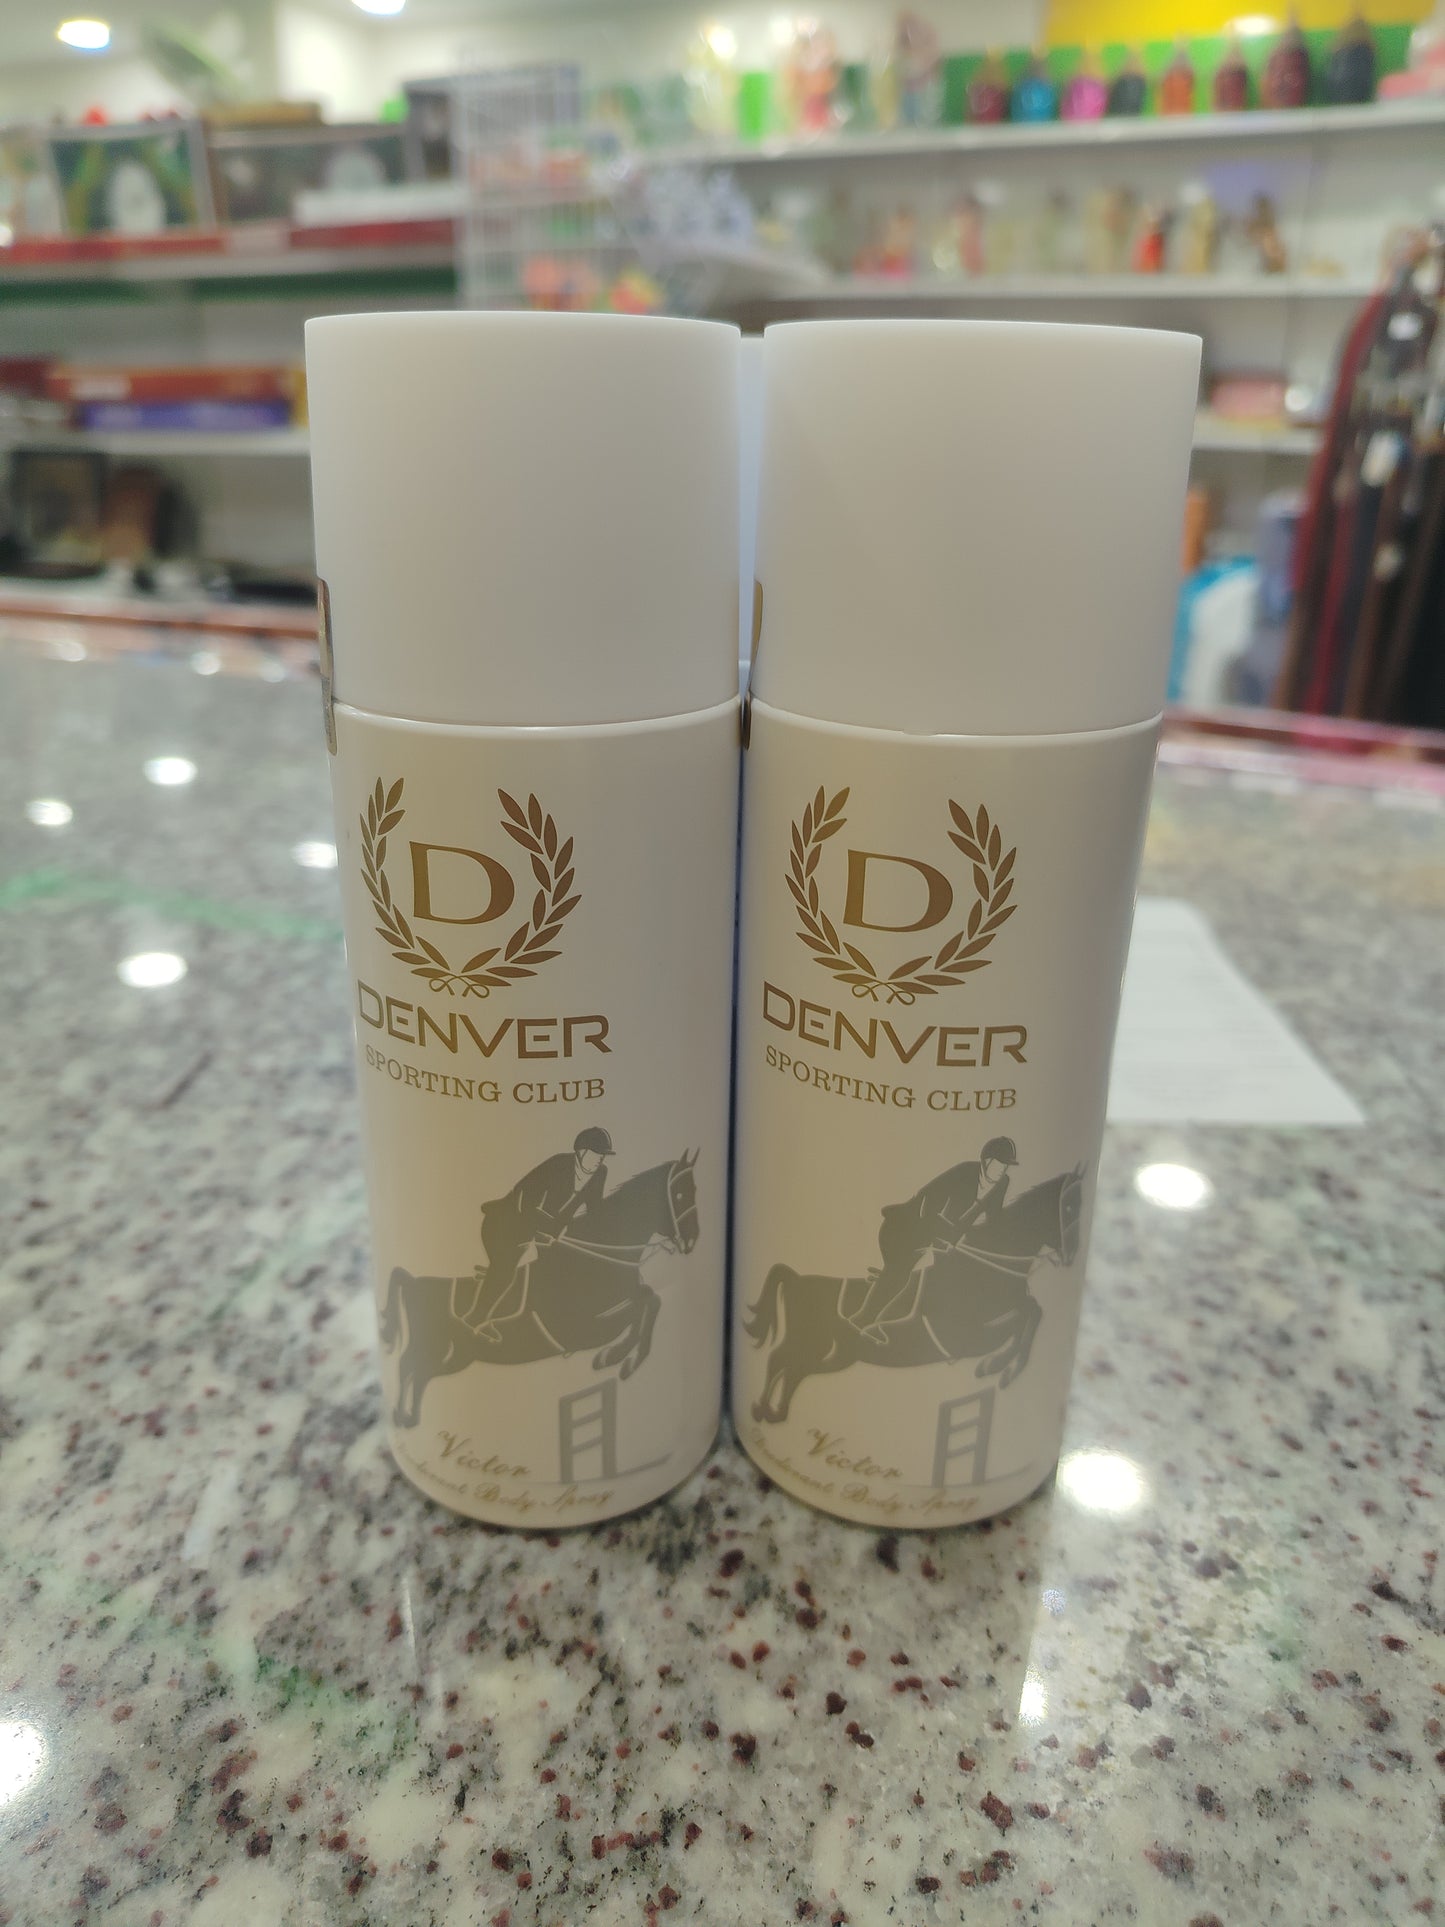 D
DENVER
SPORTING CLUB
Victor
Deodorant Body Spray
D
DENVER
SPORTING CLUB
Victor
Deodorant Body Spray